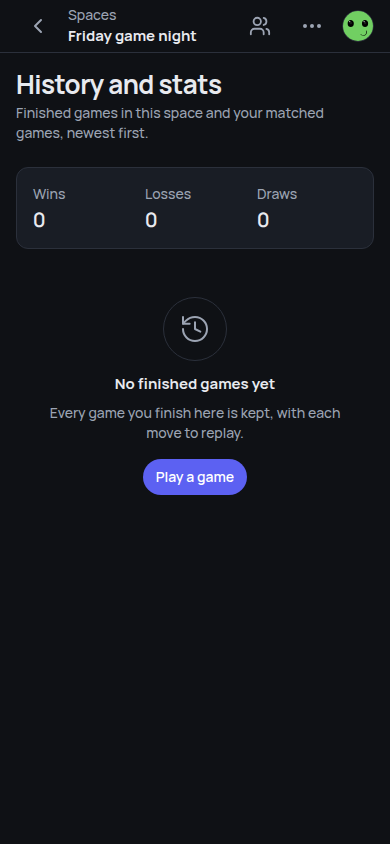 Spaces
Friday game night
History and stats
Finished games in this space and your matched
games, newest first.
Wins
Losses
Draws
0
0
0
No finished games yet
Every game you finish here is kept, with each
move to replay.
Play a game